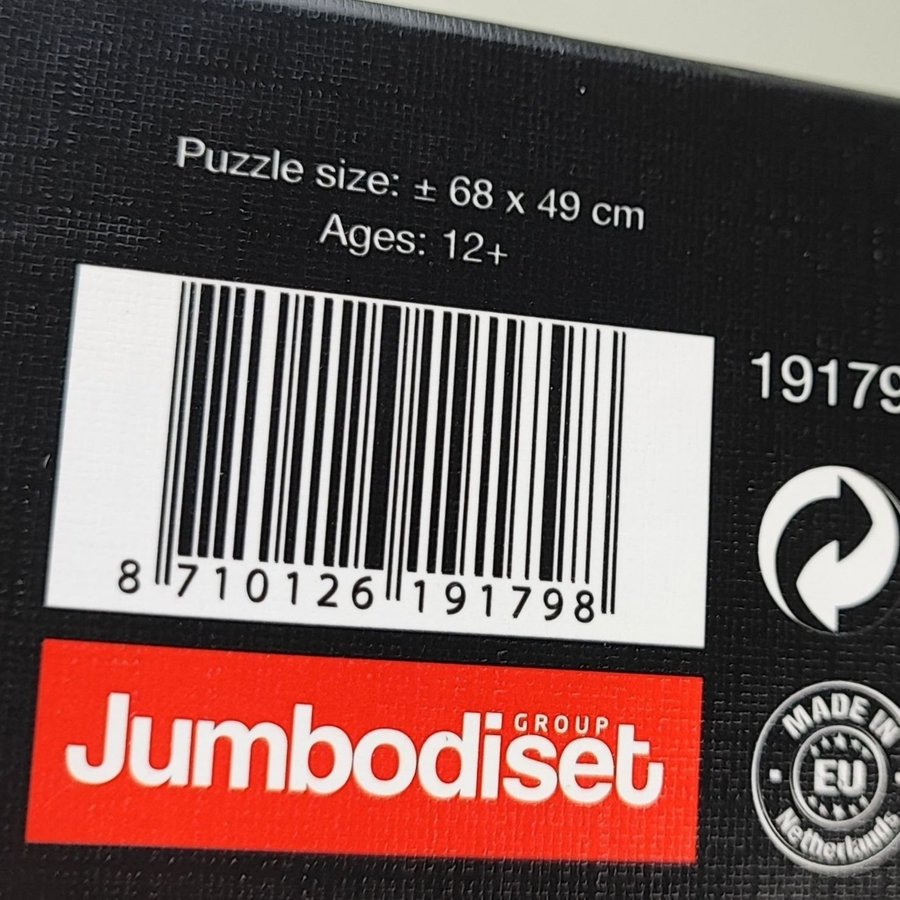 Puzzle size: ± 68 x 49 cm
Ages: 12+
19179
8 710126 191798
Jumbodiset
GROUP
MADE IN
EU
Netherlands